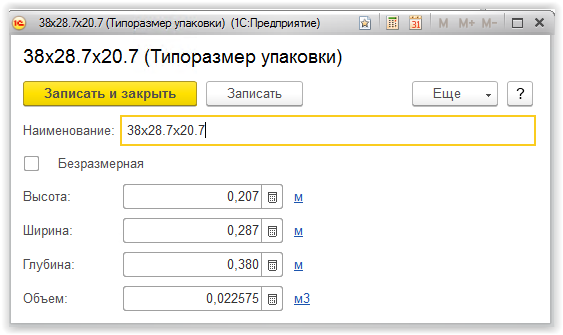 38x28.7x20.7 (Типоразмер упаковки) (1С:Предприятие)
M M+ M-
31
38x28.7x20.7 (Типоразмер упаковки)
Записать и закрыть Записать Еще ?
Наименование: 38x28.7x20.7
Безразмерная
Высота: 0,207 м
Ширина: 0,287 м
Глубина: 0,380 м
Объем: 0,022575 м3